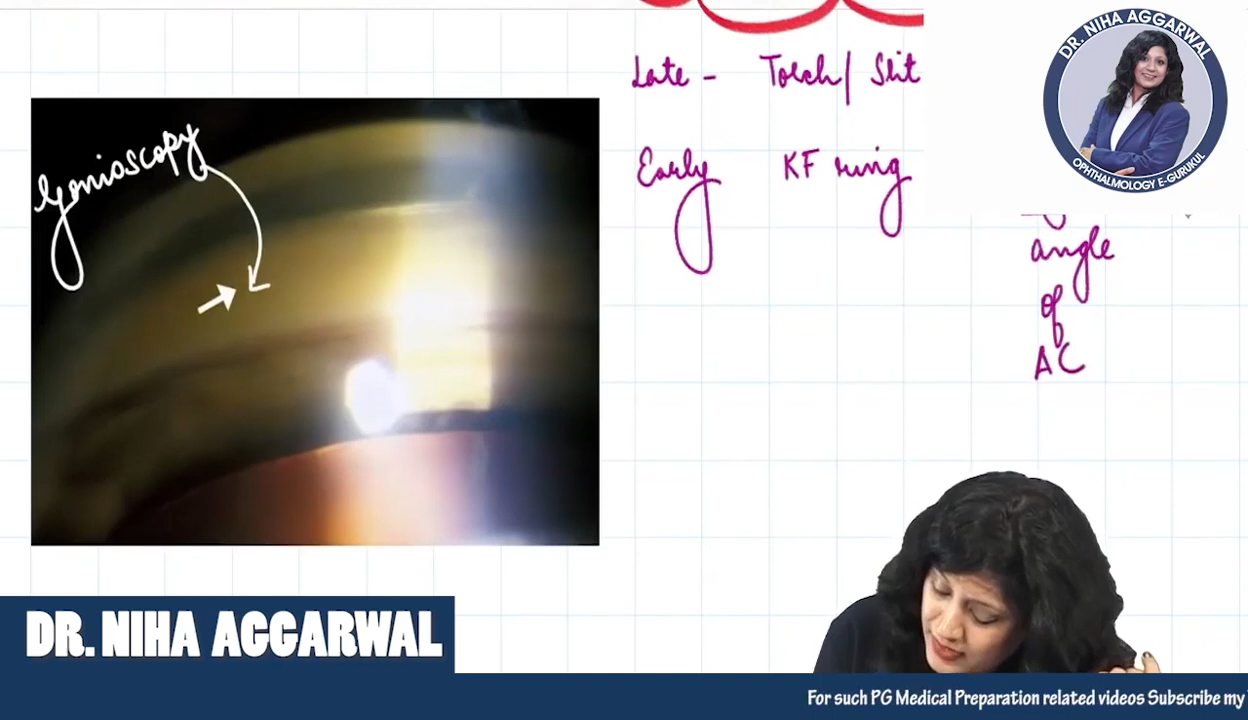 Late - Torch/ Slit
Gonioscopy
Early KF ring
angle
of
AC
DR. NIHA AGGARWAL
OPHTHALMOLOGY E-GURUKUL
DR. NIHA AGGARWAL
For such PG Medical Preparation related videos Subscribe my